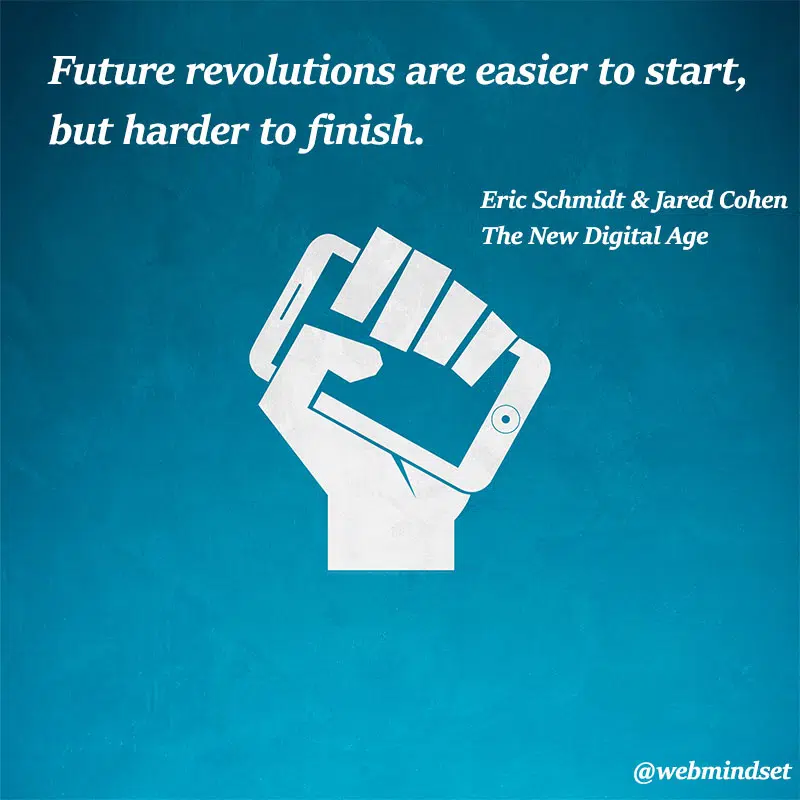 Future revolutions are easier to start,
but harder to finish.
Eric Schmidt & Jared Cohen
The New Digital Age
@webmindset